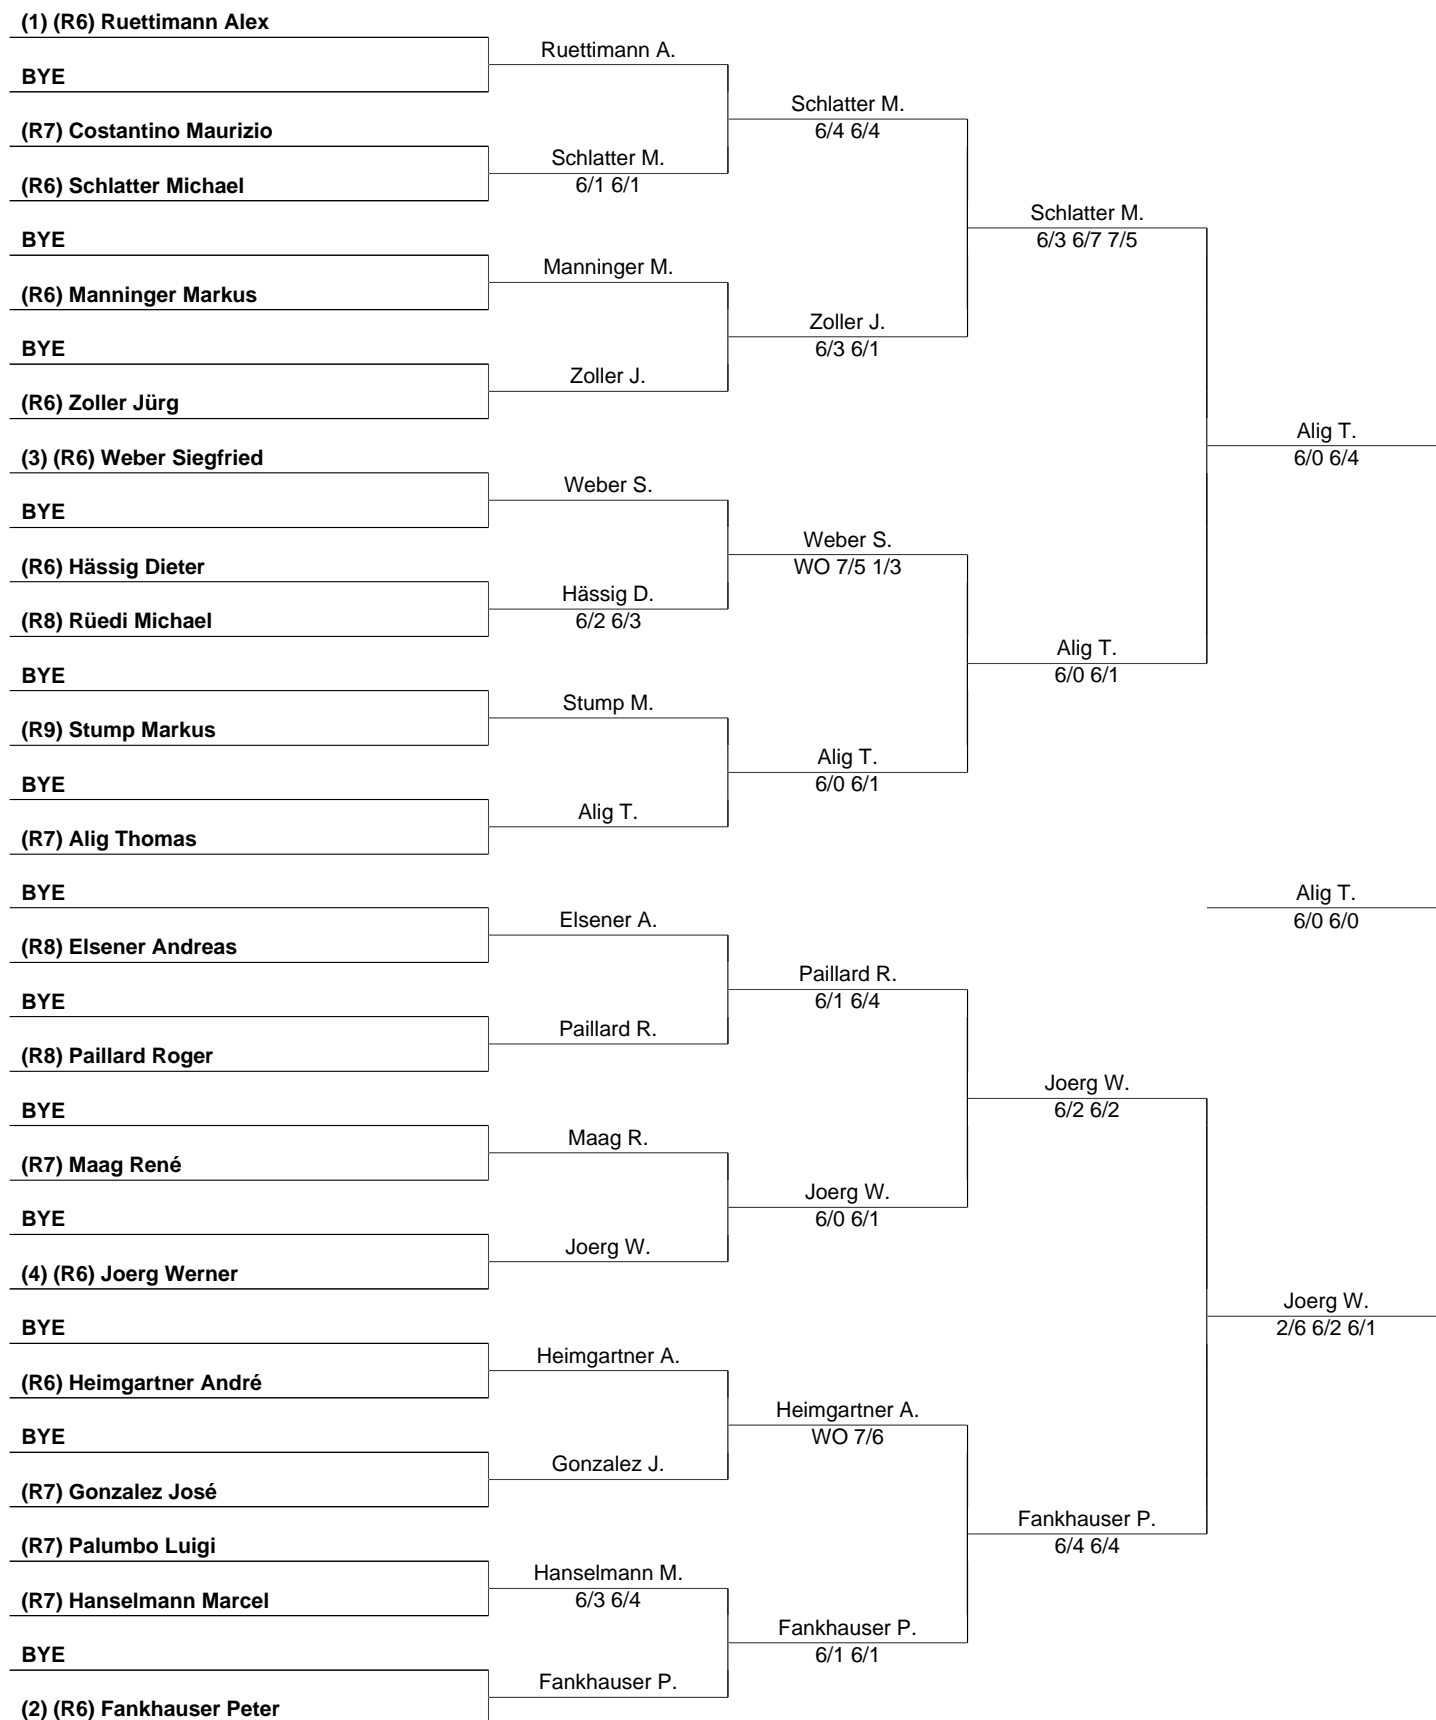 (1) (R6) Ruettimann Alex
BYE
(R7) Costantino Maurizio
(R6) Schlatter Michael
BYE
(R6) Manninger Markus
BYE
(R6) Zoller Jürg
(3) (R6) Weber Siegfried
BYE
(R6) Hässig Dieter
(R8) Rüedi Michael
BYE
(R9) Stump Markus
BYE
(R7) Alig Thomas
BYE
(R8) Elsener Andreas
BYE
(R8) Paillard Roger
BYE
(R7) Maag René
BYE
(4) (R6) Joerg Werner
BYE
(R6) Heimgartner André
BYE
(R7) Gonzalez José
(R7) Palumbo Luigi
(R7) Hanselmann Marcel
BYE
(2) (R6) Fankhauser Peter
Ruettimann A.
Schlatter M.
6/1 6/1
Manninger M.
Zoller J.
Weber S.
Hässig D.
6/2 6/3
Stump M.
Alig T.
Elsener A.
Paillard R.
Maag R.
Joerg W.
Heimgartner A.
Gonzalez J.
Hanselmann M.
6/3 6/4
Fankhauser P.
Schlatter M.
6/4 6/4
Zoller J.
6/3 6/1
Weber S.
WO 7/5 1/3
Alig T.
6/0 6/1
Paillard R.
6/1 6/4
Joerg W.
6/0 6/1
Heimgartner A.
WO 7/6
Fankhauser P.
6/1 6/1
Schlatter M.
6/3 6/7 7/5
Alig T.
6/0 6/1
Joerg W.
6/2 6/2
Fankhauser P.
6/4 6/4
Alig T.
6/0 6/4
Alig T.
6/0 6/0
Joerg W.
2/6 6/2 6/1